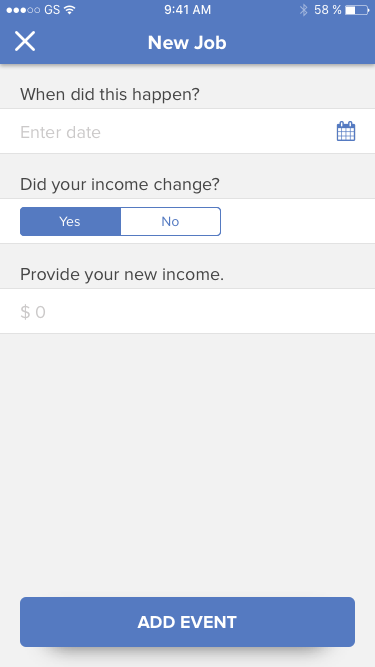 GS 9:41 AM 58 %
New Job
When did this happen?
Enter date
Did your income change?
Yes No
Provide your new income.
$ 0
ADD EVENT